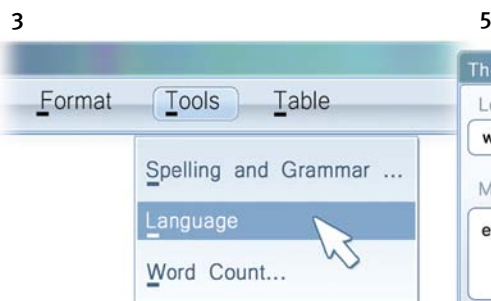 3
5
Format Tools Table
Spelling and Grammar ...
Language
Word Count...